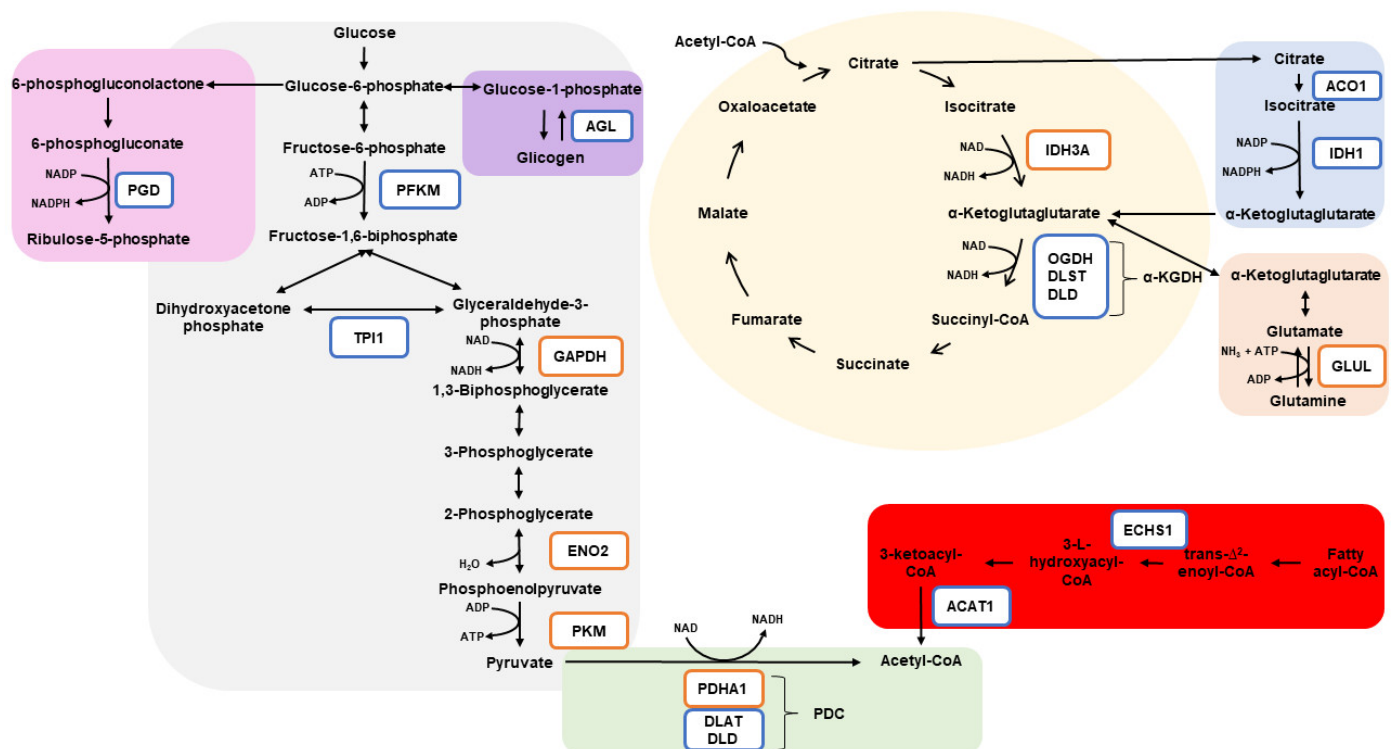 Glucose
6-phosphogluconolactone
Glucose-6-phosphate
Glucose-1-phosphate
AGL
Glicogen
6-phosphogluconate
NADP
NADPH
PGD
Ribulose-5-phosphate
Fructose-6-phosphate
ATP
ADP
PFKM
Fructose-1,6-biphosphate
Dihydroxyacetone
phosphate
TPI1
Glyceraldehyde-3-
phosphate
NAD
NADH
GAPDH
1,3-Biphosphoglycerate
3-Phosphoglycerate
2-Phosphoglycerate
H₂O
ENO2
Phosphoenolpyruvate
ADP
ATP
PKM
Pyruvate
NAD
NADH
Acetyl-CoA
PDHA1
DLAT
DLD
PDC
Acetyl-CoA
Citrate
Oxaloacetate
Isocitrate
NAD
NADH
IDH3A
Malate
α-Ketoglutaglutarate
NAD
NADH
OGDH
DLST
DLD
α-KGDH
Fumarate
Succinyl-CoA
Succinate
Citrate
ACO1
Isocitrate
NADP
NADPH
IDH1
α-Ketoglutaglutarate
α-Ketoglutaglutarate
Glutamate
NH₃ + ATP
ADP
GLUL
Glutamine
ECHS1
3-ketoacyl-
CoA
3-L-
hydroxyacyl-
CoA
trans-Δ²-
enoyl-CoA
Fatty
acyl-CoA
ACAT1